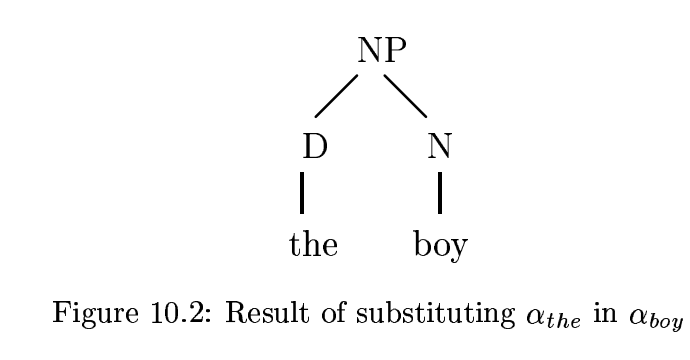 NP
D N
the boy
Figure 10.2: Result of substituting α_the in α_boy